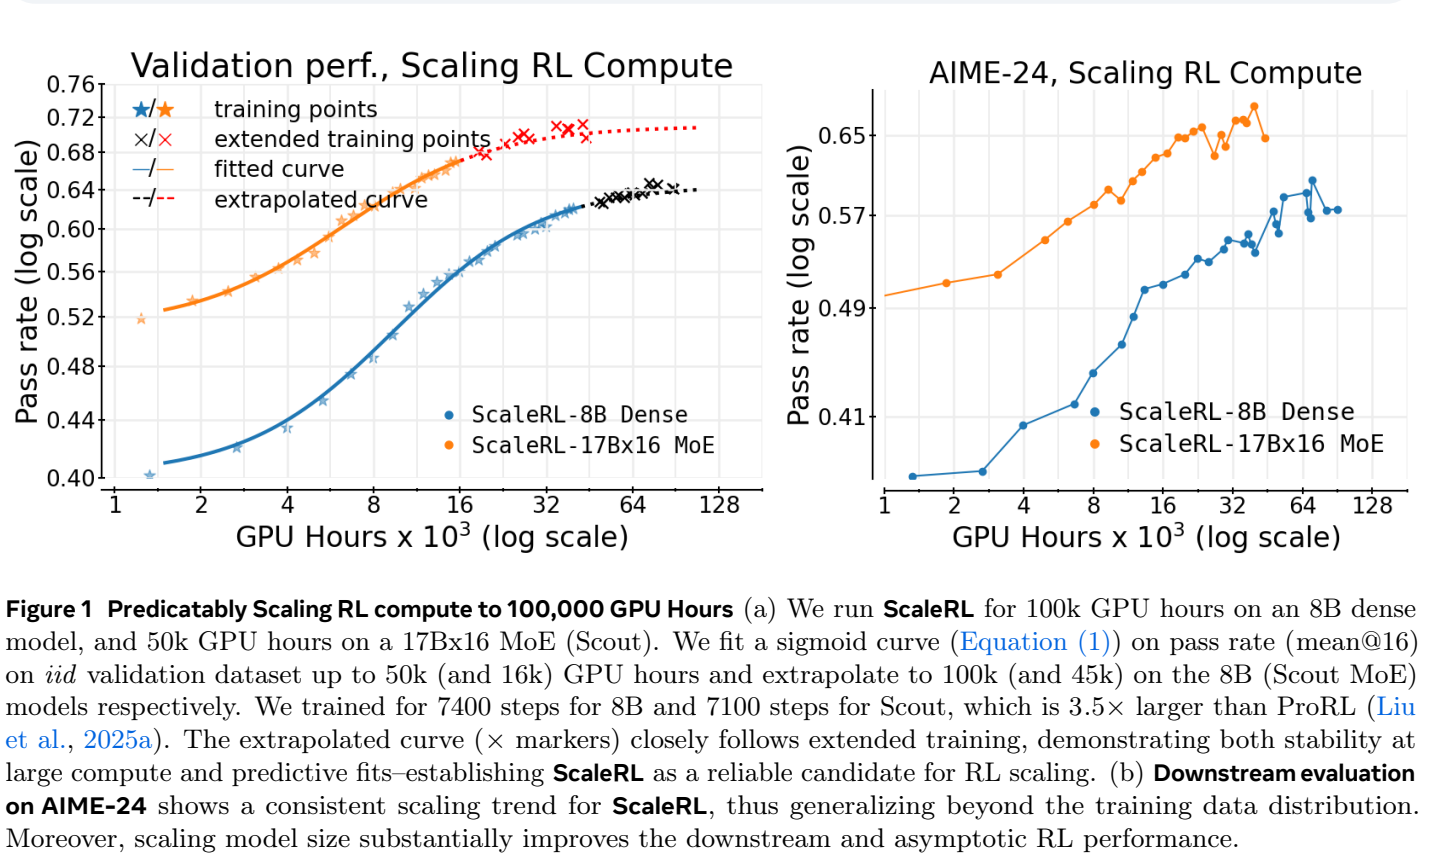 Validation perf., Scaling RL Compute
Pass rate (log scale)
0.76
0.72
0.68
0.64
0.60
0.56
0.52
0.48
0.44
0.40
★/★ training points
×/× extended training points
–/– fitted curve
--/-- extrapolated curve
ScaleRL-8B Dense
ScaleRL-17Bx16 MoE
1 2 4 8 16 32 64 128
GPU Hours x 10³ (log scale)
AIME-24, Scaling RL Compute
Pass rate (log scale)
0.65
0.57
0.49
0.41
ScaleRL-8B Dense
ScaleRL-17Bx16 MoE
1 2 4 8 16 32 64 128
GPU Hours x 10³ (log scale)
Figure 1 Predicatably Scaling RL compute to 100,000 GPU Hours (a) We run ScaleRL for 100k GPU hours on an 8B dense
model, and 50k GPU hours on a 17Bx16 MoE (Scout). We fit a sigmoid curve (Equation (1)) on pass rate (mean@16)
on iid validation dataset up to 50k (and 16k) GPU hours and extrapolate to 100k (and 45k) on the 8B (Scout MoE)
models respectively. We trained for 7400 steps for 8B and 7100 steps for Scout, which is 3.5× larger than ProRL (Liu
et al., 2025a). The extrapolated curve (× markers) closely follows extended training, demonstrating both stability at
large compute and predictive fits–establishing ScaleRL as a reliable candidate for RL scaling. (b) Downstream evaluation
on AIME-24 shows a consistent scaling trend for ScaleRL, thus generalizing beyond the training data distribution.
Moreover, scaling model size substantially improves the downstream and asymptotic RL performance.